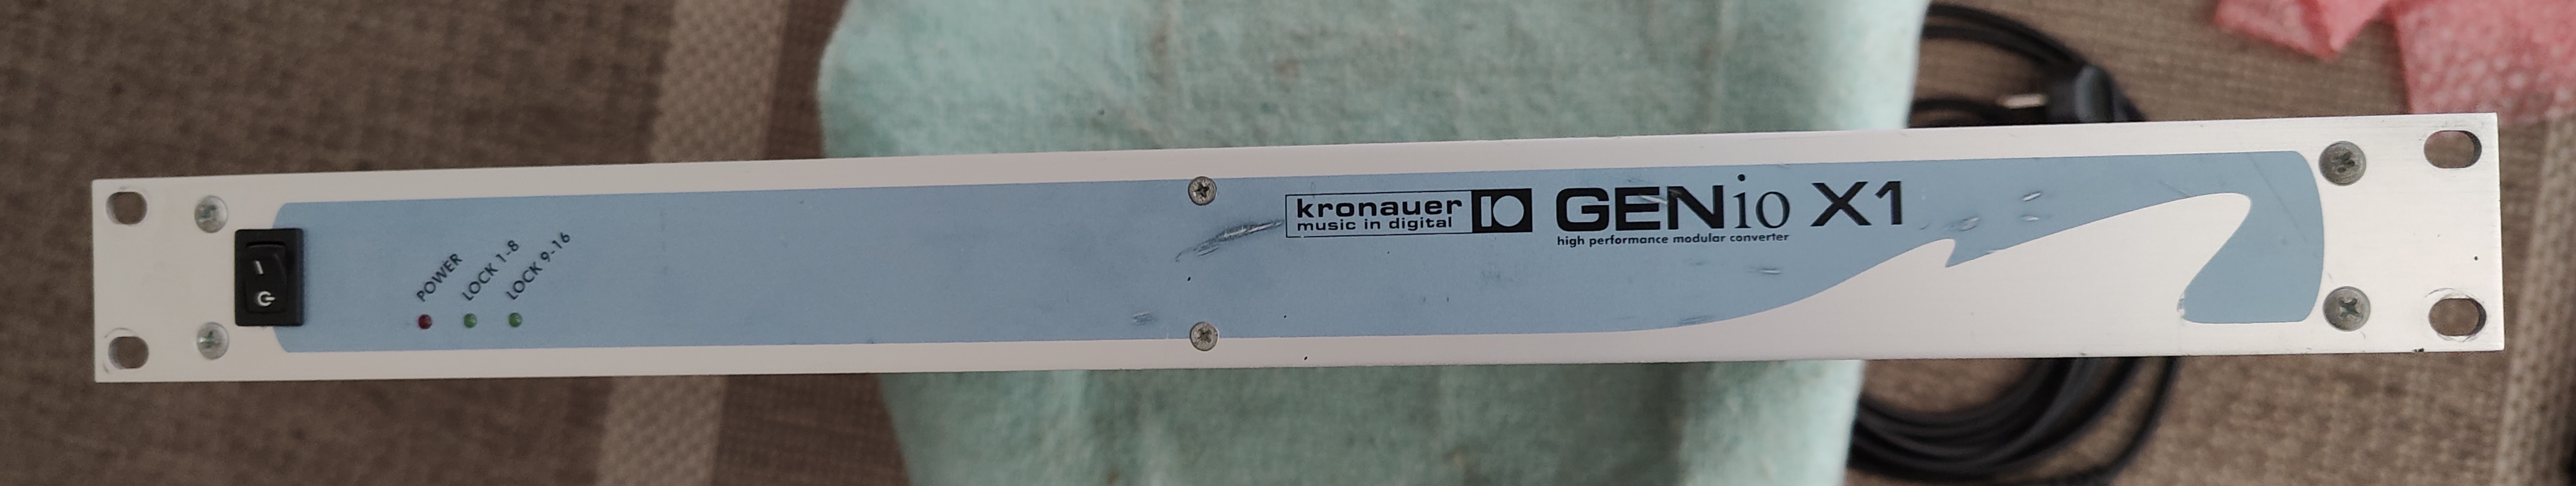 POWER
LOCK 1-8
LOCK 9-16
kronauer
music in digital
GENio X1
high performance modular converter